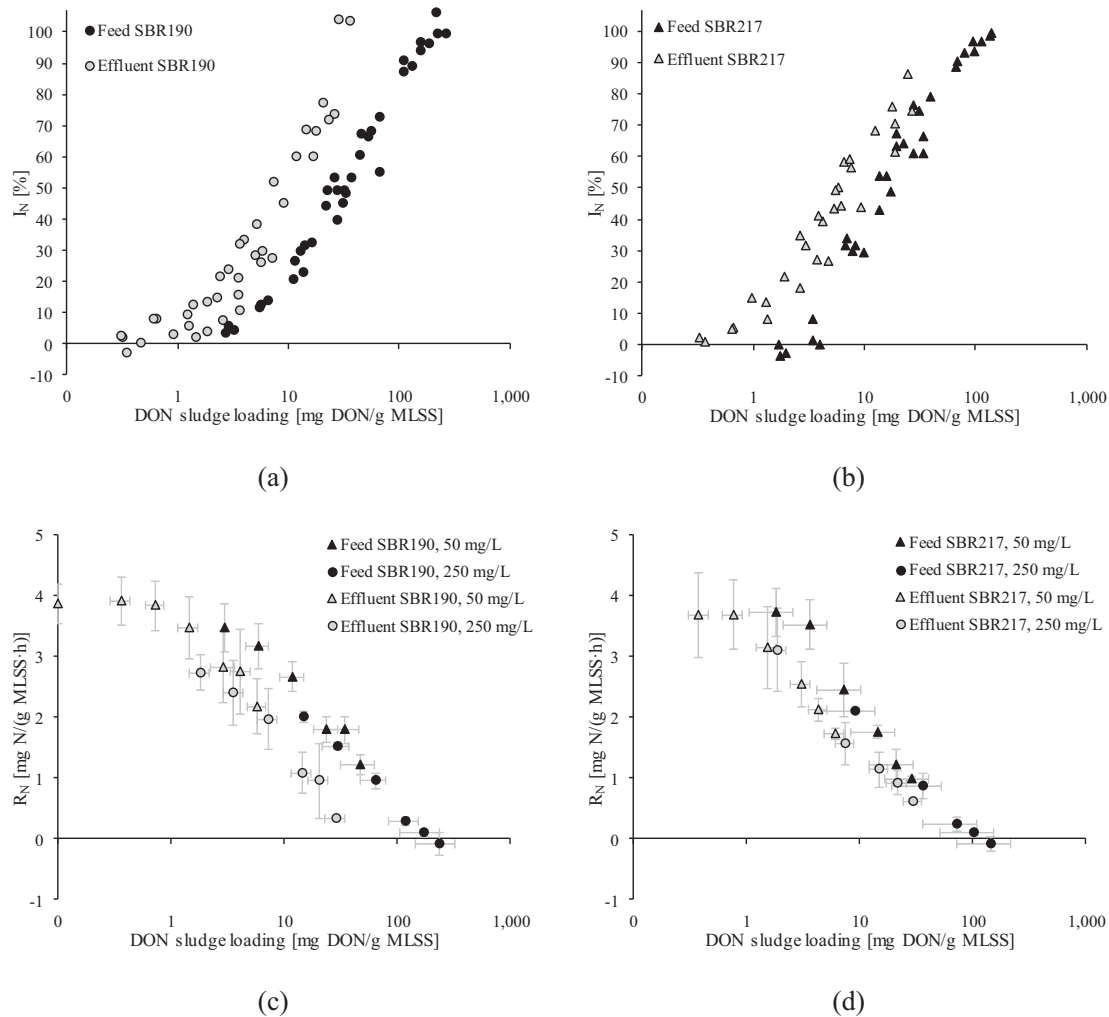 Feed SBR190
Effluent SBR190
I_N [%]
100
90
80
70
60
50
40
30
20
10
0
-10
0
1
10
100
1,000
DON sludge loading [mg DON/g MLSS]
(a)
Feed SBR217
Effluent SBR217
I_N [%]
100
90
80
70
60
50
40
30
20
10
0
-10
0
1
10
100
1,000
DON sludge loading [mg DON/g MLSS]
(b)
Feed SBR190, 50 mg/L
Feed SBR190, 250 mg/L
Effluent SBR190, 50 mg/L
Effluent SBR190, 250 mg/L
R_N [mg N/(g MLSS·h)]
5
4
3
2
1
0
-1
0
1
10
100
1,000
DON sludge loading [mg DON/g MLSS]
(c)
Feed SBR217, 50 mg/L
Feed SBR217, 250 mg/L
Effluent SBR217, 50 mg/L
Effluent SBR217, 250 mg/L
R_N [mg N/(g MLSS·h)]
5
4
3
2
1
0
-1
0
1
10
100
1,000
DON sludge loading [mg DON/g MLSS]
(d)